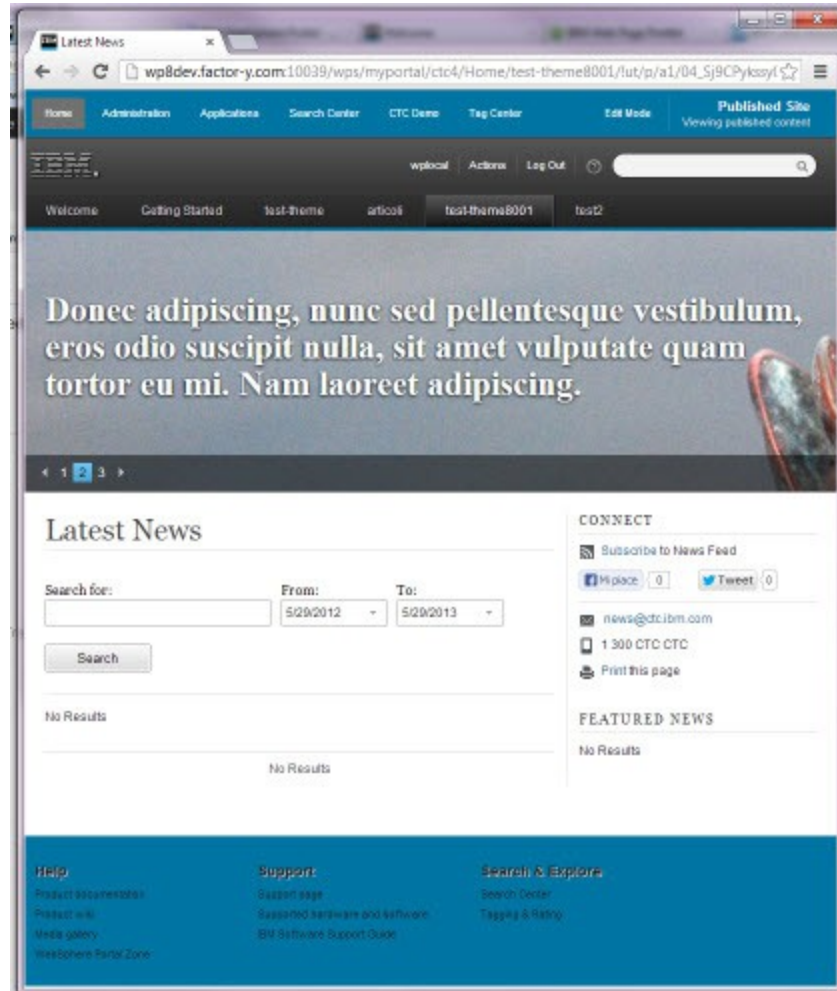 Latest News
wp8dev.factor-y.com:10039/wps/myportal/ctc4/Home/test-theme8001/!ut/p/a1/04_Sj9CPykssy
Home Administration Applications Search Center CTC Demo Tag Center Edit Mode Published Site
Viewing published content
IBM. wplocal Actions Log Out
Welcome Getting Started test-theme articoli test-theme8001 test2
Donec adipiscing, nunc sed pellentesque vestibulum,
eros odio suscipit nulla, sit amet vulputate quam
tortor eu mi. Nam laoreet adipiscing.
1 2 3
Latest News
Search for: From: To:
5/29/2012 5/29/2013
Search
No Results
No Results
CONNECT
Subscribe to News Feed
Mi piace 0 Tweet 0
news@ctc.ibm.com
1 300 CTC CTC
Print this page
FEATURED NEWS
No Results
Help Support Search & Explore
Product documentation Support page Search Center
Product wiki Supported hardware and software Tagging & Rating
Media gallery IBM Software Support Guide
WebSphere Portal Zone